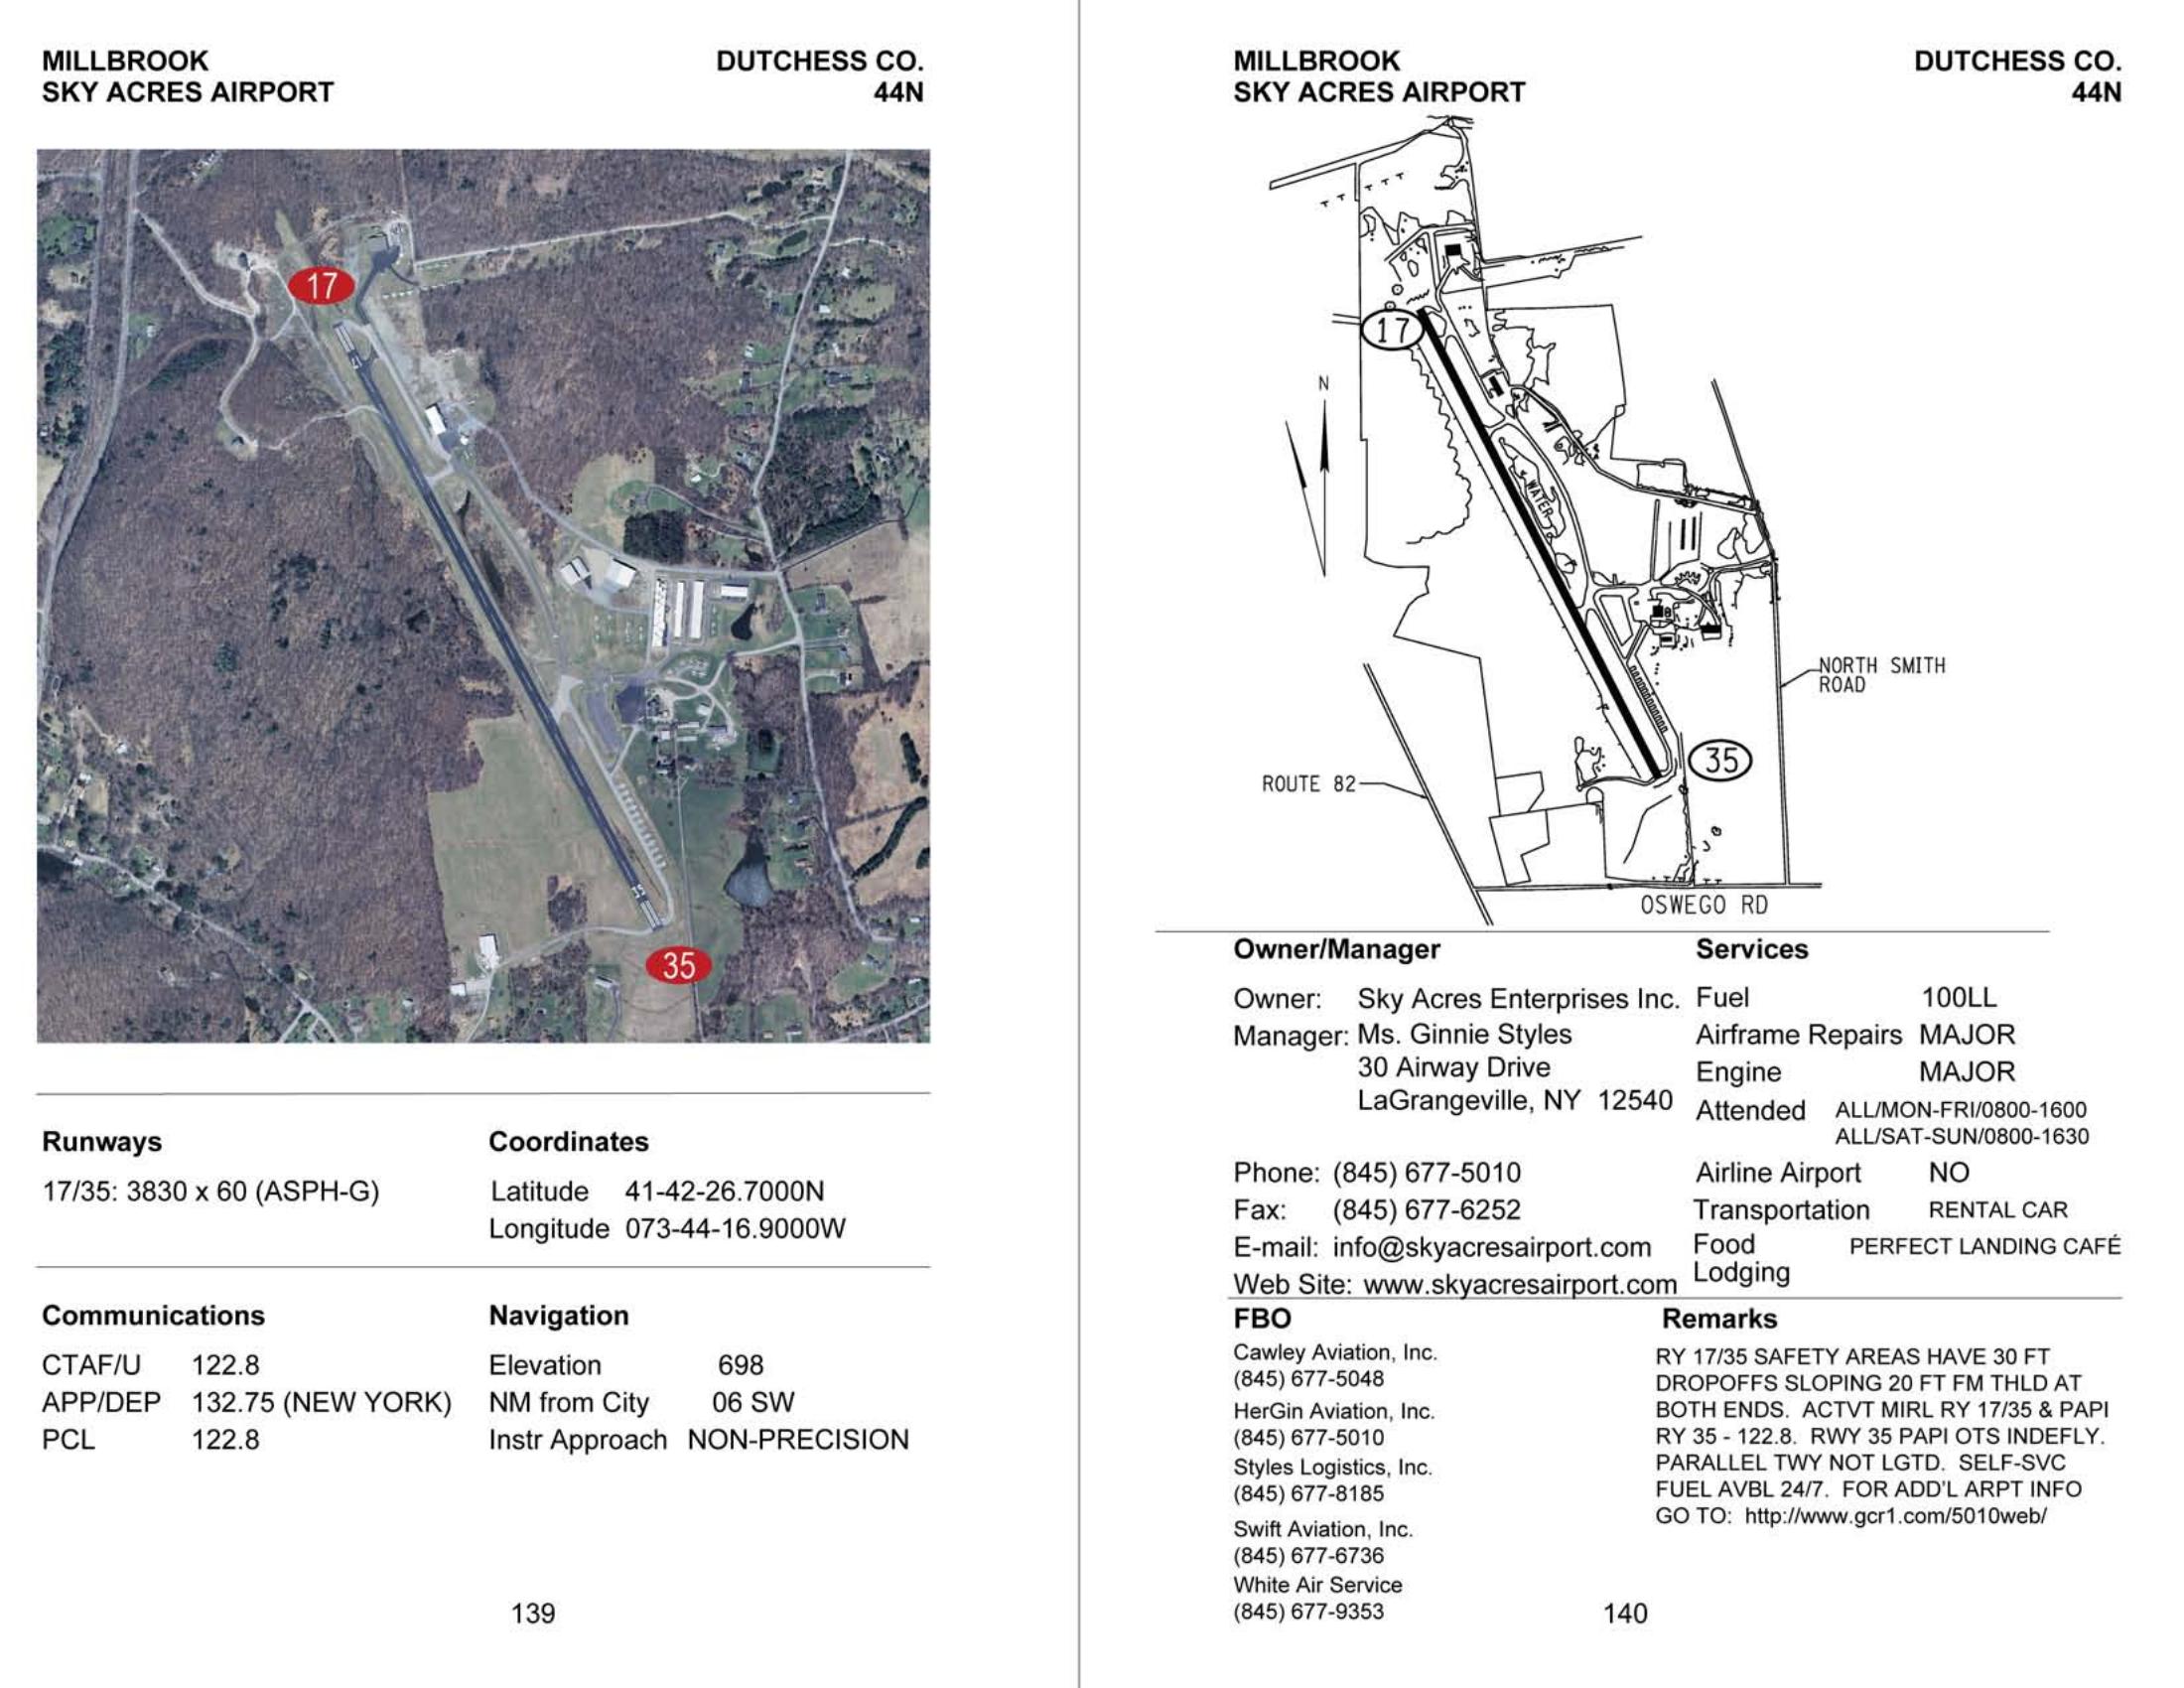 MILLBROOK DUTCHESS CO.
SKY ACRES AIRPORT 44N
17
17
35
35
Runways
17/35: 3830 x 60 (ASPH-G)
Coordinates
Latitude 41-42-26.7000N
Longitude 073-44-16.9000W
Communications
CTAF/U 122.8
APP/DEP 132.75 (NEW YORK)
PCL 122.8
Navigation
Elevation 698
NM from City 06 SW
Instr Approach NON-PRECISION
139
MILLBROOK DUTCHESS CO.
SKY ACRES AIRPORT 44N
17
N
WATER
NORTH SMITH
ROAD
35
ROUTE 82
OSWEGO RD
Owner/Manager
Owner: Sky Acres Enterprises Inc.
Manager: Ms. Ginnie Styles
30 Airway Drive
LaGrangeville, NY 12540
Phone: (845) 677-5010
Fax: (845) 677-6252
E-mail: info@skyacresairport.com
Web Site: www.skyacresairport.com
Services
Fuel 100LL
Airframe Repairs MAJOR
Engine MAJOR
Attended ALL/MON-FRI/0800-1600
ALL/SAT-SUN/0800-1630
Airline Airport NO
Transportation RENTAL CAR
Food PERFECT LANDING CAFÉ
Lodging
FBO
Cawley Aviation, Inc.
(845) 677-5048
HerGin Aviation, Inc.
(845) 677-5010
Styles Logistics, Inc.
(845) 677-8185
Swift Aviation, Inc.
(845) 677-6736
White Air Service
(845) 677-9353
Remarks
RY 17/35 SAFETY AREAS HAVE 30 FT
DROPOFFS SLOPING 20 FT FM THLD AT
BOTH ENDS. ACTVT MIRL RY 17/35 & PAPI
RY 35 - 122.8. RWY 35 PAPI OTS INDEFLY.
PARALLEL TWY NOT LGTD. SELF-SVC
FUEL AVBL 24/7. FOR ADD'L ARPT INFO
GO TO: http://www.gcr1.com/5010web/
140